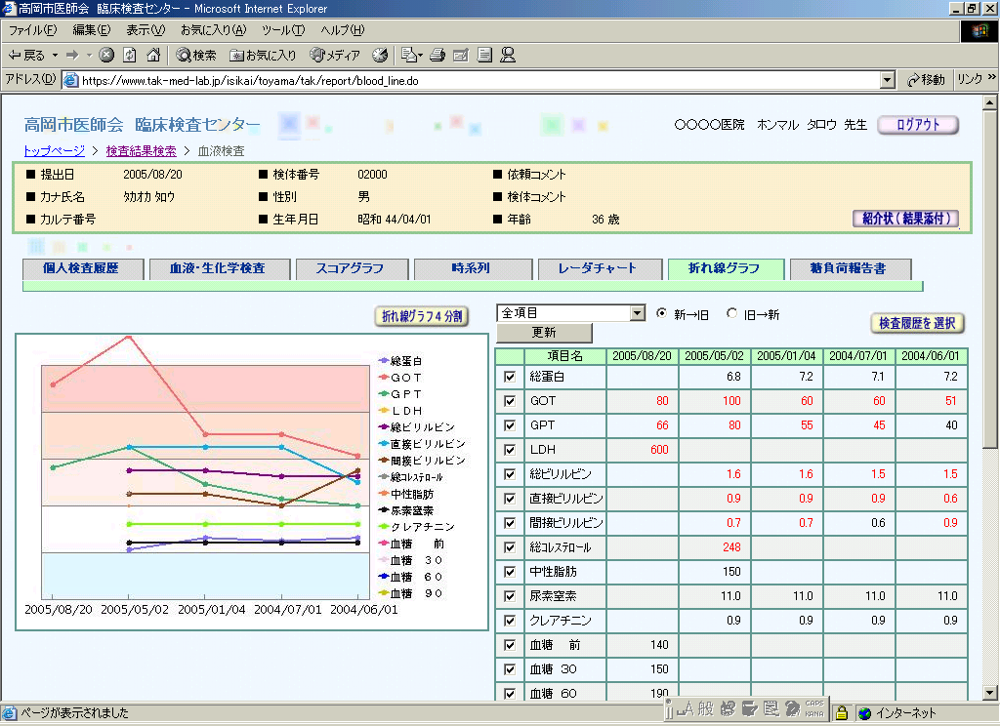 高岡市医師会 臨床検査センター - Microsoft Internet Explorer
ファイル(F) 編集(E) 表示(V) お気に入り(A) ツール(T) ヘルプ(H)
戻る 検索 お気に入り メディア
アドレス(D) https://www.tak-med-lab.jp/isikai/toyama/tak/report/blood_line.do 移動 リンク »
高岡市医師会 臨床検査センター
○○○○医院 ホンマル タロウ 先生 ログアウト
トップページ > 検査結果検索 > 血液検査
■ 提出日 2005/08/20 ■ 検体番号 02000 ■ 依頼コメント
■ カナ氏名 ﾀｶｵｶ ﾀﾛｳ ■ 性別 男 ■ 検体コメント
■ カルテ番号 ■ 生年月日 昭和 44/04/01 ■ 年齢 36 歳
紹介状(結果添付)
個人検査履歴 血液・生化学検査 スコアグラフ 時系列 レーダチャート 折れ線グラフ 糖負荷報告書
折れ線グラフ４分割
全項目 新→旧 旧→新
更新
検査履歴を選択
総蛋白
ＧＯＴ
ＧＰＴ
ＬＤＨ
総ビリルビン
直接ビリルビン
間接ビリルビン
総ｺﾚｽﾃﾛｰﾙ
中性脂肪
尿素窒素
クレアチニン
血糖 前
血糖 ３０
血糖 ６０
血糖 ９０
2005/08/20 2005/05/02 2005/01/04 2004/07/01 2004/06/01
項目名 2005/08/20 2005/05/02 2005/01/04 2004/07/01 2004/06/01
総蛋白 6.8 7.2 7.1 7.2
GOT 80 100 60 60 51
GPT 66 80 55 45 40
LDH 600
総ビリルビン 1.6 1.6 1.5 1.5
直接ビリルビン 0.9 0.9 0.9 0.6
間接ビリルビン 0.7 0.7 0.6 0.9
総ｺﾚｽﾃﾛｰﾙ 248
中性脂肪 150
尿素窒素 11.0 11.0 11.0 11.0
クレアチニン 0.9 0.9 0.9 0.9
血糖 前 140
血糖 30 150
血糖 60 190
ページが表示されました
A 般 CAPS KANA
インターネット